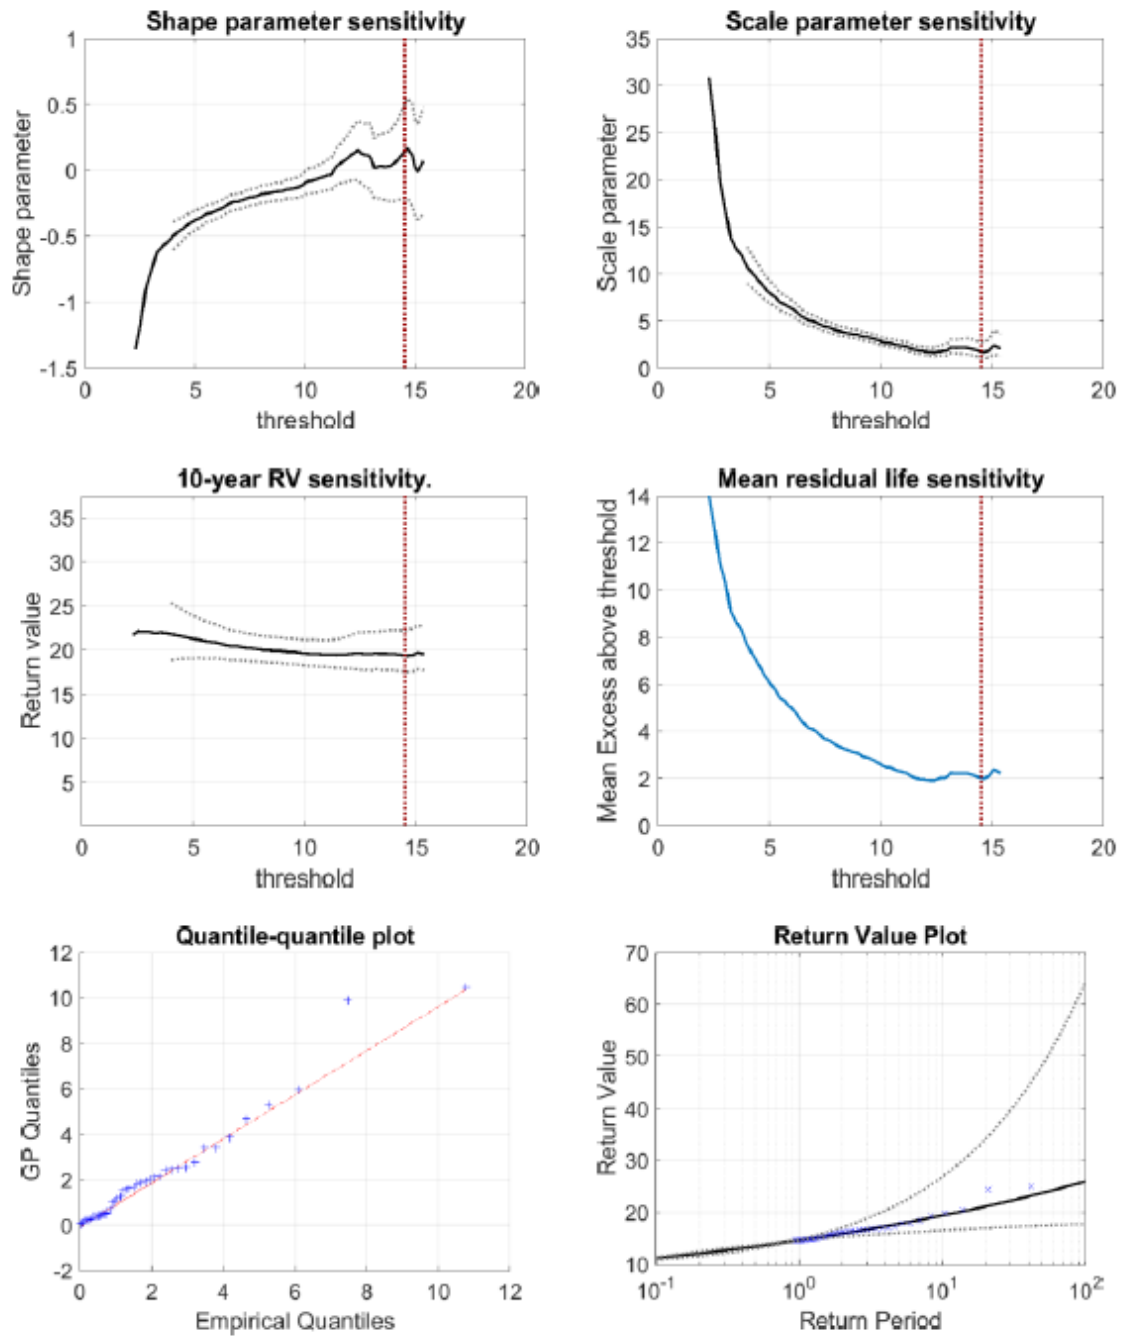 Shape parameter sensitivity
1
0.5
0
-0.5
-1
-1.5
Shape parameter
0 5 10 15 20
threshold
Scale parameter sensitivity
35
30
25
20
15
10
5
0
Scale parameter
0 5 10 15 20
threshold
10-year RV sensitivity.
35
30
25
20
15
10
5
Return value
0 5 10 15 20
threshold
Mean residual life sensitivity
14
12
10
8
6
4
2
0
Mean Excess above threshold
0 5 10 15 20
threshold
Quantile-quantile plot
12
10
8
6
4
2
0
-2
GP Quantiles
0 2 4 6 8 10 12
Empirical Quantiles
Return Value Plot
70
60
50
40
30
20
10
Return Value
10⁻¹ 10⁰ 10¹ 10²
Return Period